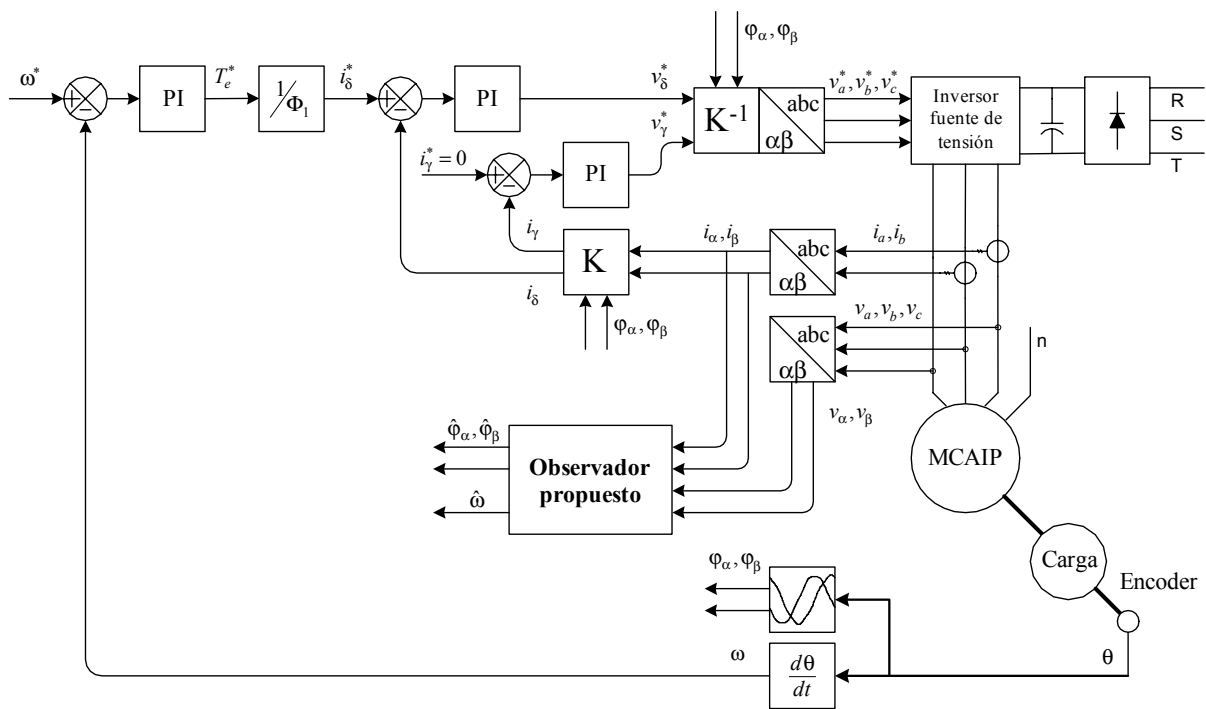 φα,φβ
ω*
+
−
PI
Te*
1/Φ1
iδ*
+
−
PI
vδ*
K-1
abc
αβ
va*,vb*,vc*
Inversor
fuente de
tensión
R
S
T
vγ*
iγ*=0
+
−
PI
iγ
K
iδ
φα,φβ
iα,iβ
abc
αβ
ia,ib
va,vb,vc
abc
αβ
n
vα,vβ
MCAIP
φ̂α,φ̂β
ω̂
Observador
propuesto
Carga
Encoder
φα,φβ
θ
ω
dθ
dt